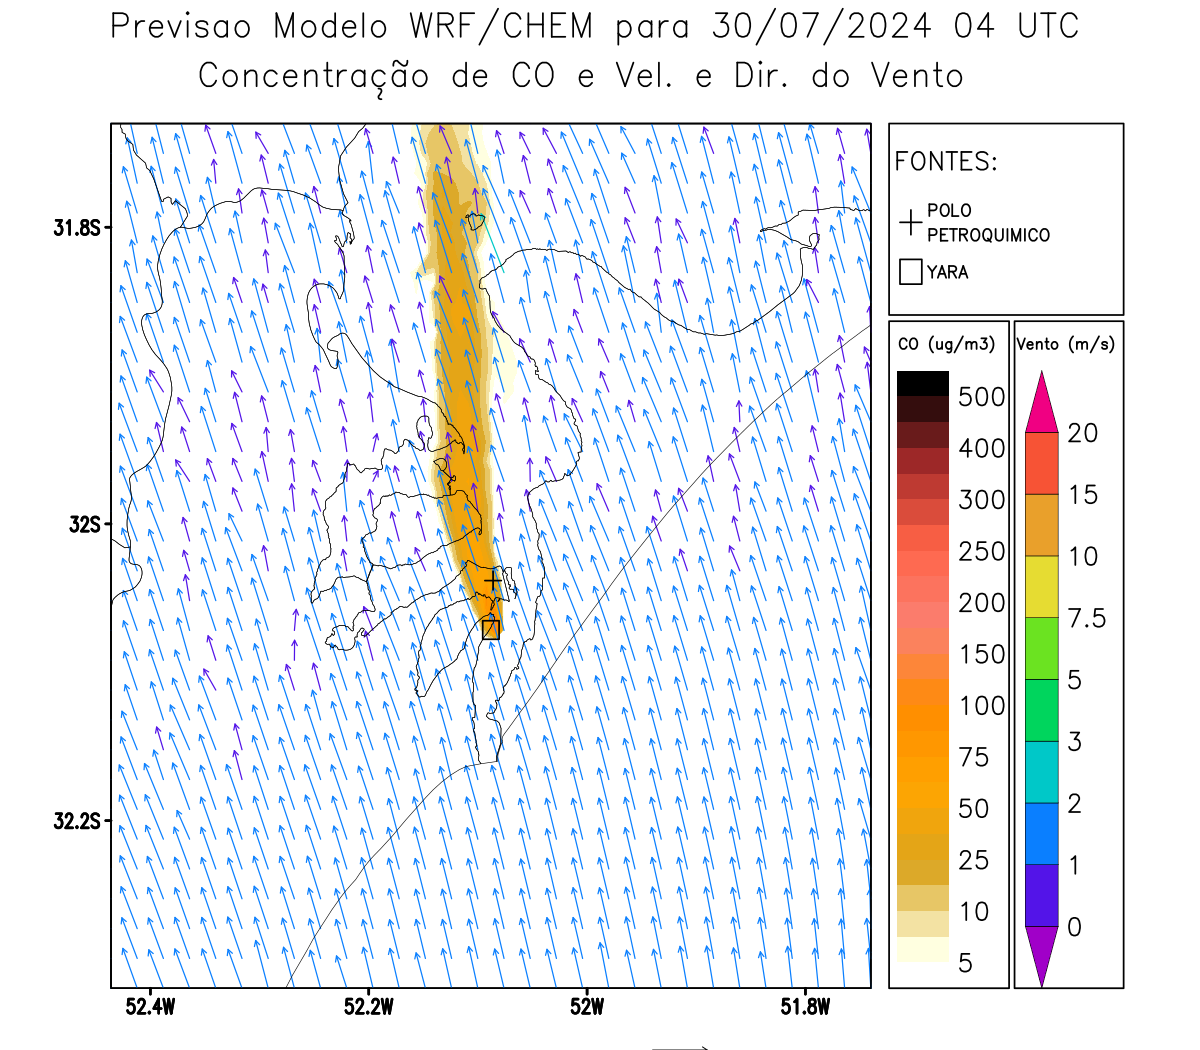 Previsao Modelo WRF/CHEM para 30/07/2024 04 UTC
Concentração de CO e Vel. e Dir. do Vento
FONTES:
POLO
PETROQUIMICO
YARA
31.8S
32S
32.2S
52.4W
52.2W
52W
51.8W
CO (ug/m3)
500
400
300
250
200
150
100
75
50
25
10
5
Vento (m/s)
20
15
10
7.5
5
3
2
1
0